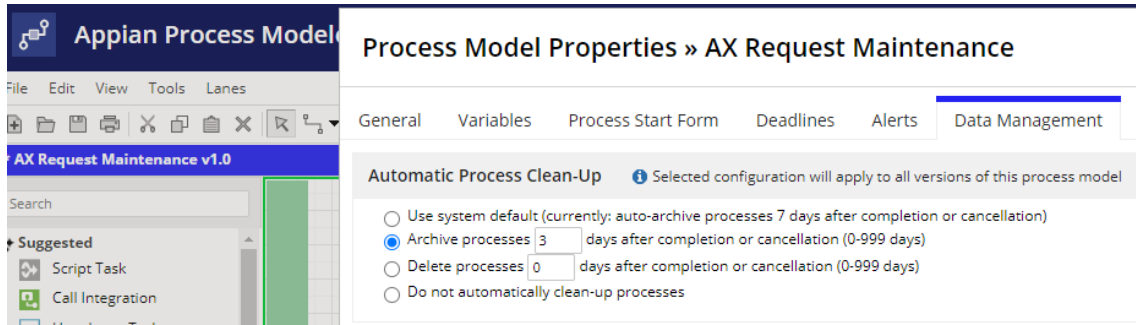 Appian Process Model
Process Model Properties » AX Request Maintenance
File Edit View Tools Lanes
General Variables Process Start Form Deadlines Alerts Data Management
* AX Request Maintenance v1.0
Automatic Process Clean-Up Selected configuration will apply to all versions of this process model
Search
Use system default (currently: auto-archive processes 7 days after completion or cancellation)
Suggested
Archive processes 3 days after completion or cancellation (0-999 days)
Script Task
Delete processes 0 days after completion or cancellation (0-999 days)
Call Integration
Do not automatically clean-up processes